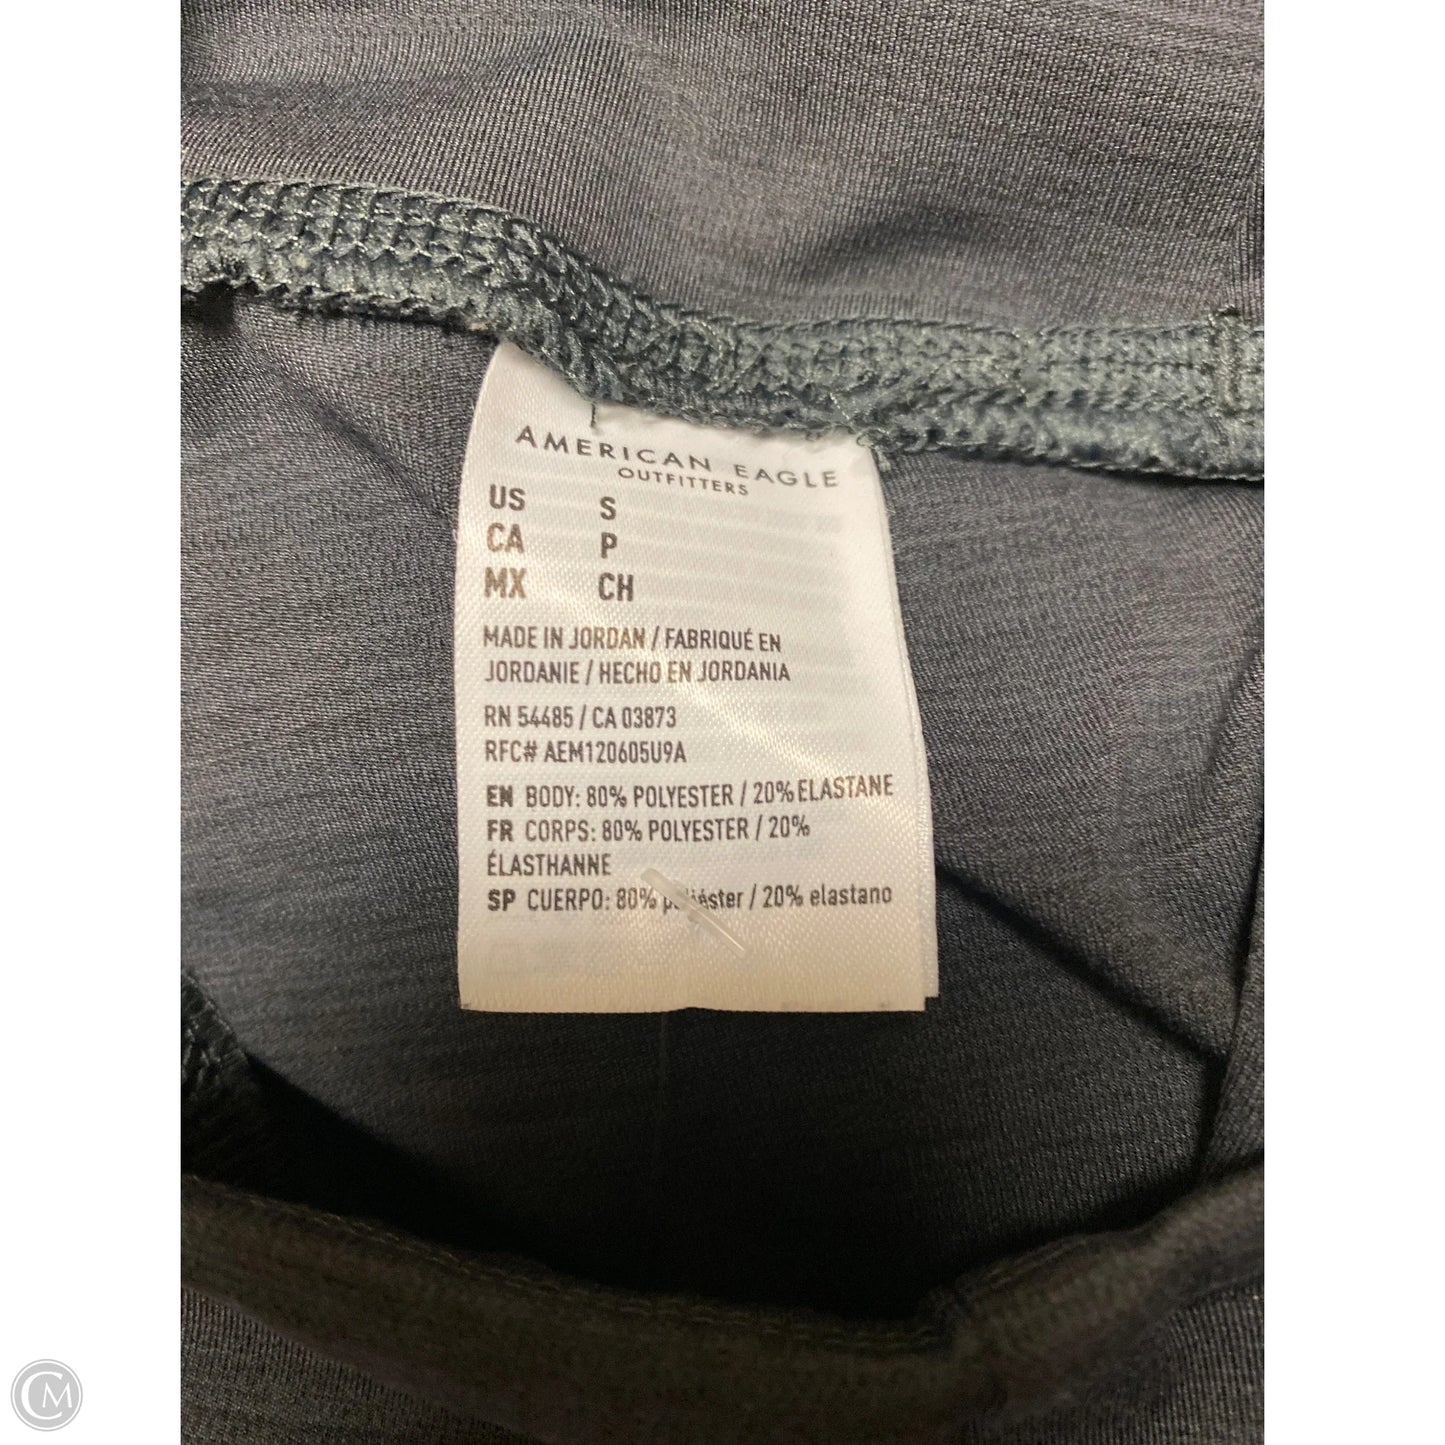 AMERICAN EAGLE
OUTFITTERS
US S
CA P
MX CH
MADE IN JORDAN / FABRIQUÉ EN
JORDANIE / HECHO EN JORDANIA
RN 54485 / CA 03873
RFC# AEM120605U9A
EN BODY: 80% POLYESTER / 20% ELASTANE
FR CORPS: 80% POLYESTER / 20%
ÉLASTHANNE
SP CUERPO: 80% / 20% elastano
CM